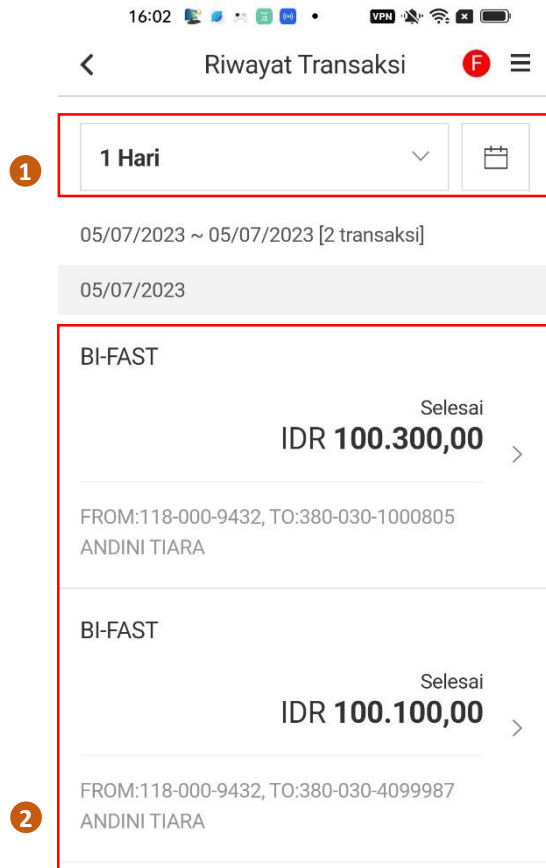 16:02
VPN
Riwayat Transaksi
F
1
1 Hari
05/07/2023 ~ 05/07/2023 [2 transaksi]
05/07/2023
BI-FAST
Selesai
IDR 100.300,00
FROM:118-000-9432, TO:380-030-1000805
ANDINI TIARA
BI-FAST
Selesai
IDR 100.100,00
2
FROM:118-000-9432, TO:380-030-4099987
ANDINI TIARA